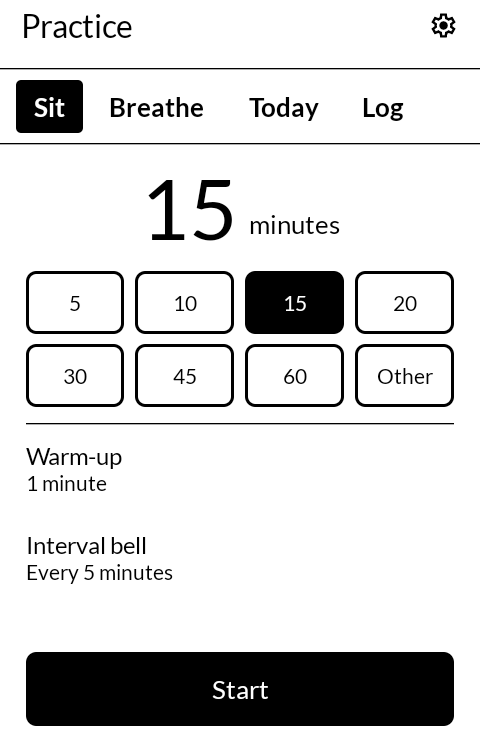 Practice
Sit Breathe Today Log
15 minutes
5 10 15 20
30 45 60 Other
Warm-up
1 minute
Interval bell
Every 5 minutes
Start